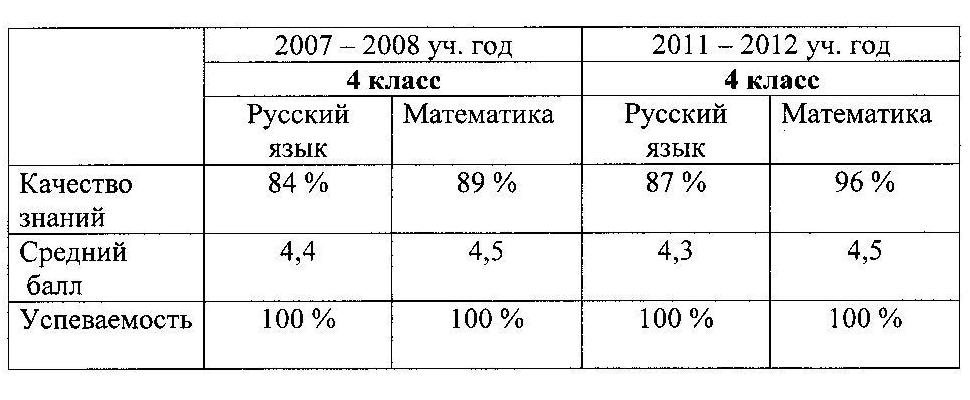 2007 – 2008 уч. год 2011 – 2012 уч. год
4 класс 4 класс
Русский язык Математика Русский язык Математика
Качество знаний 84 % 89 % 87 % 96 %
Средний балл 4,4 4,5 4,3 4,5
Успеваемость 100 % 100 % 100 % 100 %